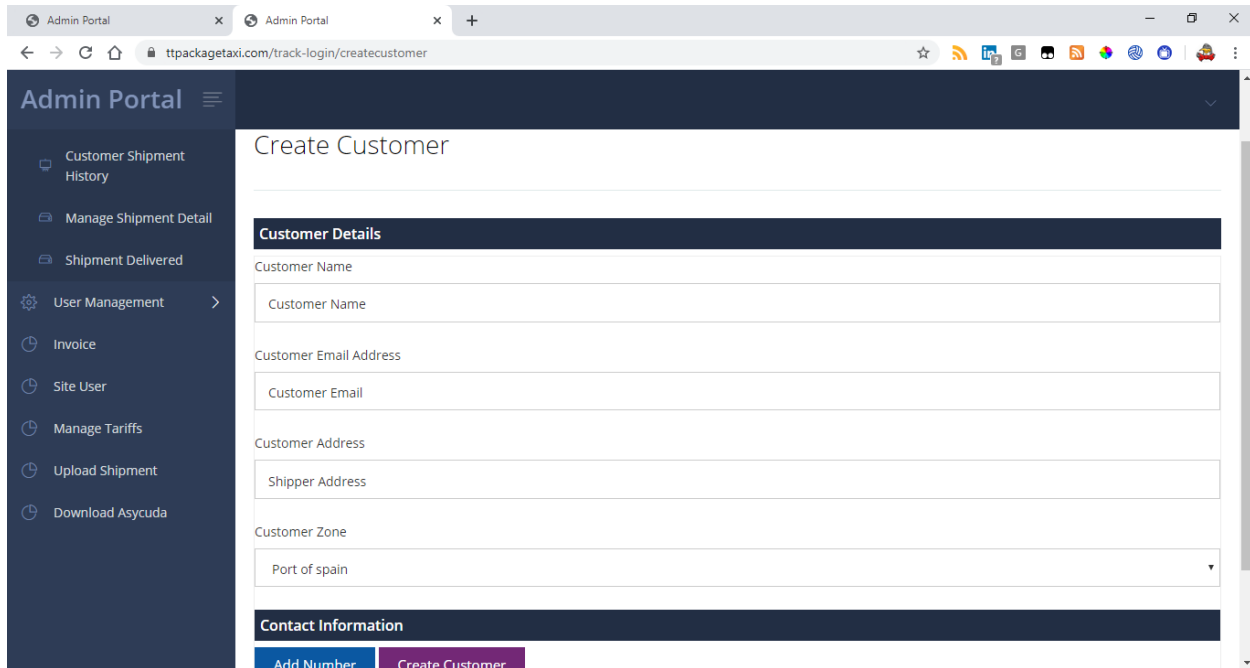 Admin Portal
Admin Portal
ttpackagetaxi.com/track-login/createcustomer
G
Admin Portal
Create Customer
Customer Shipment
History
Manage Shipment Detail
Shipment Delivered
User Management
Invoice
Site User
Manage Tariffs
Upload Shipment
Download Asycuda
Customer Details
Customer Name
Customer Name
Customer Email Address
Customer Email
Customer Address
Shipper Address
Customer Zone
Port of spain
Contact Information
Add Number
Create Customer